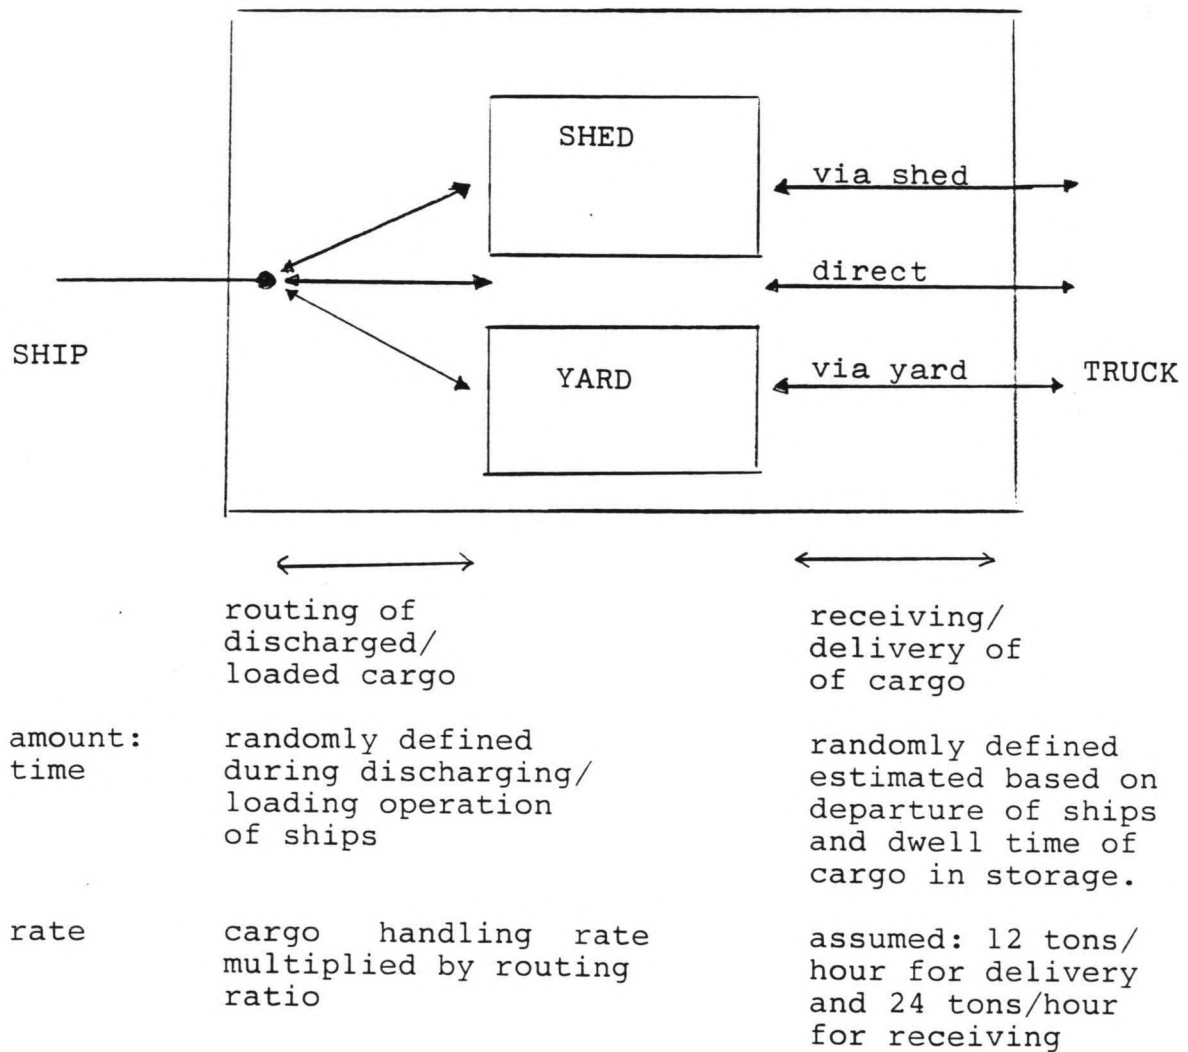 SHED
via shed
direct
SHIP
YARD
via yard
TRUCK
routing of
discharged/
loaded cargo
receiving/
delivery of
of cargo
amount:
time
randomly defined
during discharging/
loading operation
of ships
randomly defined
estimated based on
departure of ships
and dwell time of
cargo in storage.
rate
cargo handling rate
multiplied by routing
ratio
assumed: 12 tons/
hour for delivery
and 24 tons/hour
for receiving